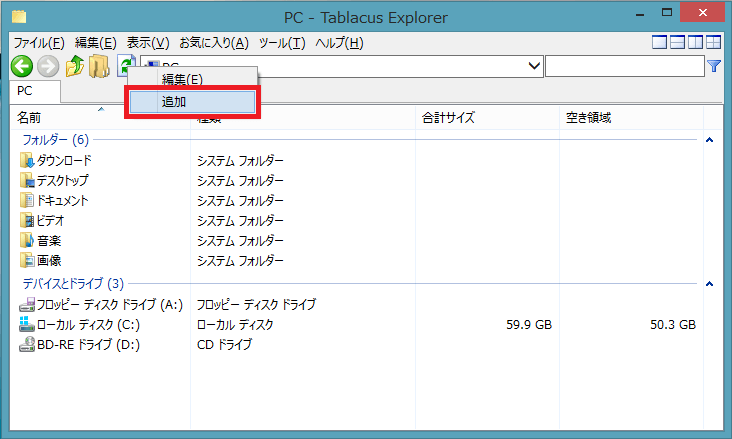 PC - Tablacus Explorer
ファイル(F) 編集(E) 表示(V) お気に入り(A) ツール(T) ヘルプ(H)
PC
編集(E)
追加
PC
名前 種類 合計サイズ 空き領域
フォルダー (6)
ダウンロード システム フォルダー
デスクトップ システム フォルダー
ドキュメント システム フォルダー
ビデオ システム フォルダー
音楽 システム フォルダー
画像 システム フォルダー
デバイスとドライブ (3)
フロッピー ディスク ドライブ (A:) フロッピー ディスク ドライブ
ローカル ディスク (C:) ローカル ディスク 59.9 GB 50.3 GB
BD-RE ドライブ (D:) CD ドライブ